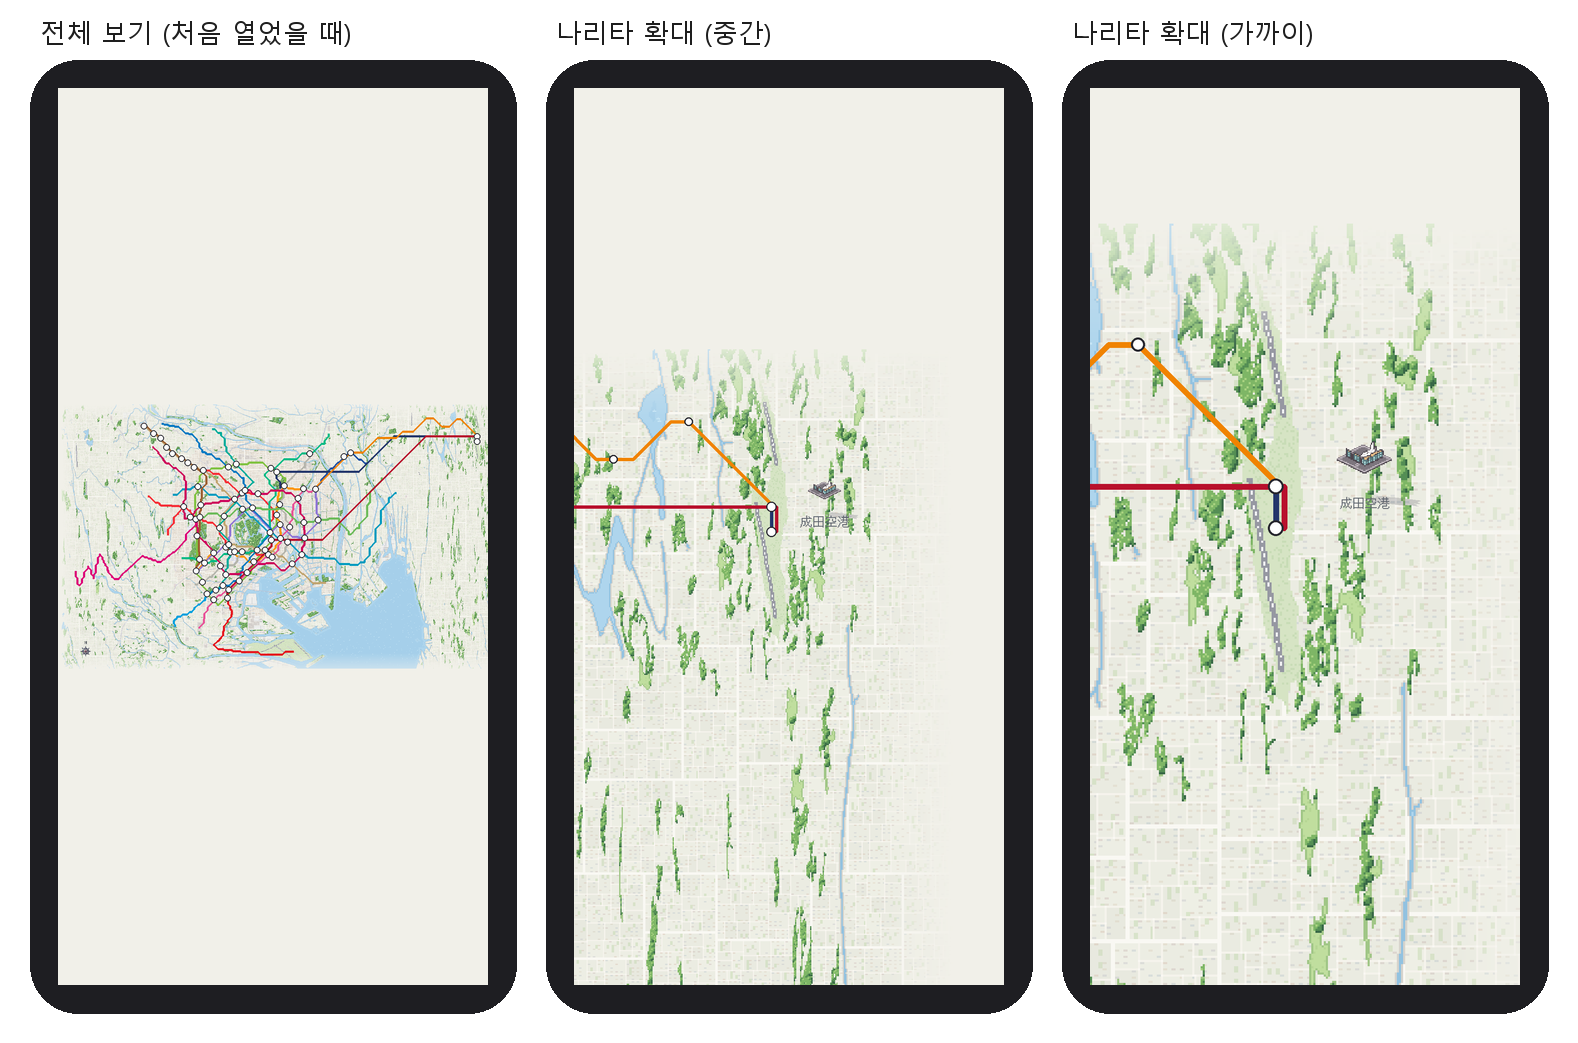 전체 보기 (처음 열었을 때)
나리타 확대 (중간)
나리타 확대 (가까이)
成田空港
成田空港